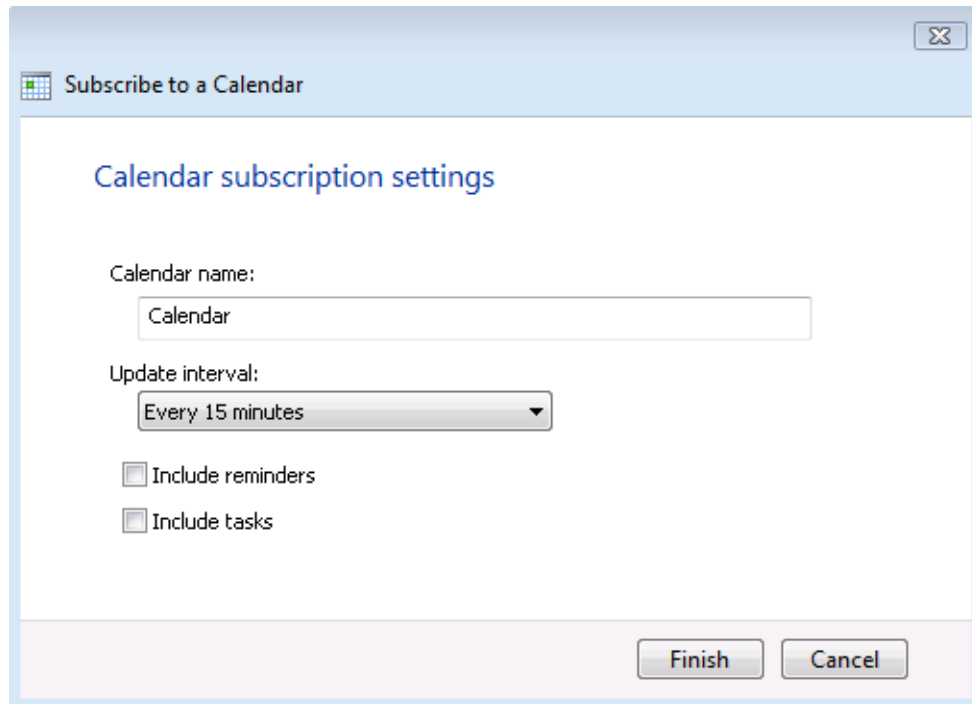 Subscribe to a Calendar
Calendar subscription settings
Calendar name:
Calendar
Update interval:
Every 15 minutes
Include reminders
Include tasks
Finish Cancel